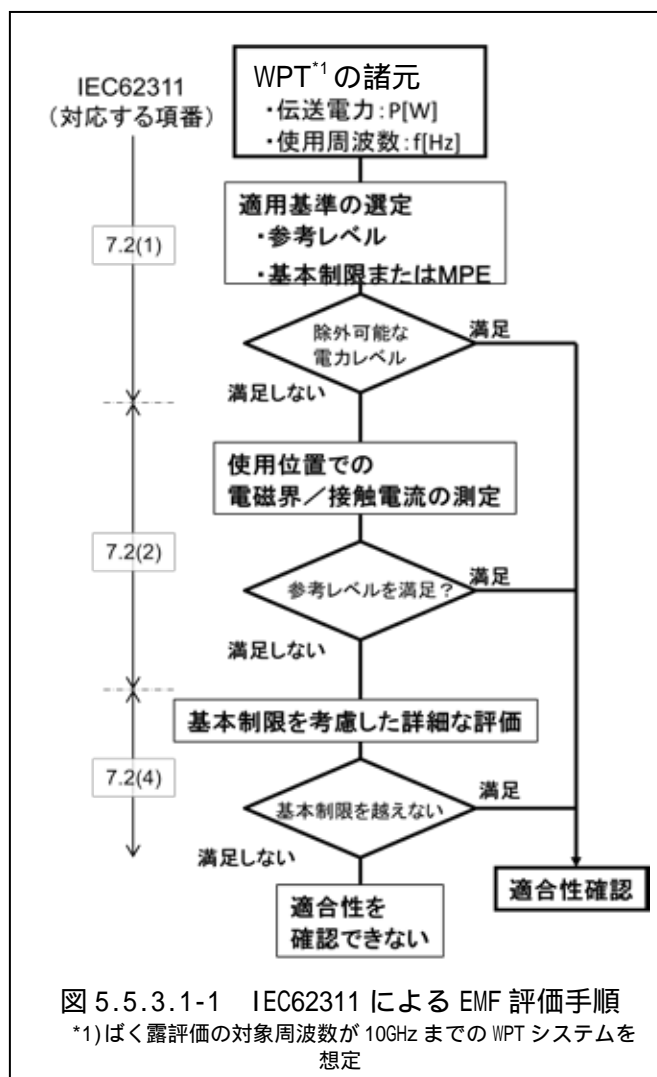 IEC62311
(対応する項番)
WPT*1の諸元
・伝送電力:P[W]
・使用周波数:f[Hz]
適用基準の選定
・参考レベル
・基本制限またはMPE
7.2(1)
除外可能な
電力レベル
満足
満足しない
使用位置での
電磁界/接触電流の測定
7.2(2)
参考レベルを満足?
満足
満足しない
基本制限を考慮した詳細な評価
7.2(4)
基本制限を越えない
満足
満足しない
適合性を
確認できない
適合性確認
図 5.5.3.1-1 IEC62311 による EMF 評価手順
*1)ばく露評価の対象周波数が 10GHz までの WPT システムを
想定